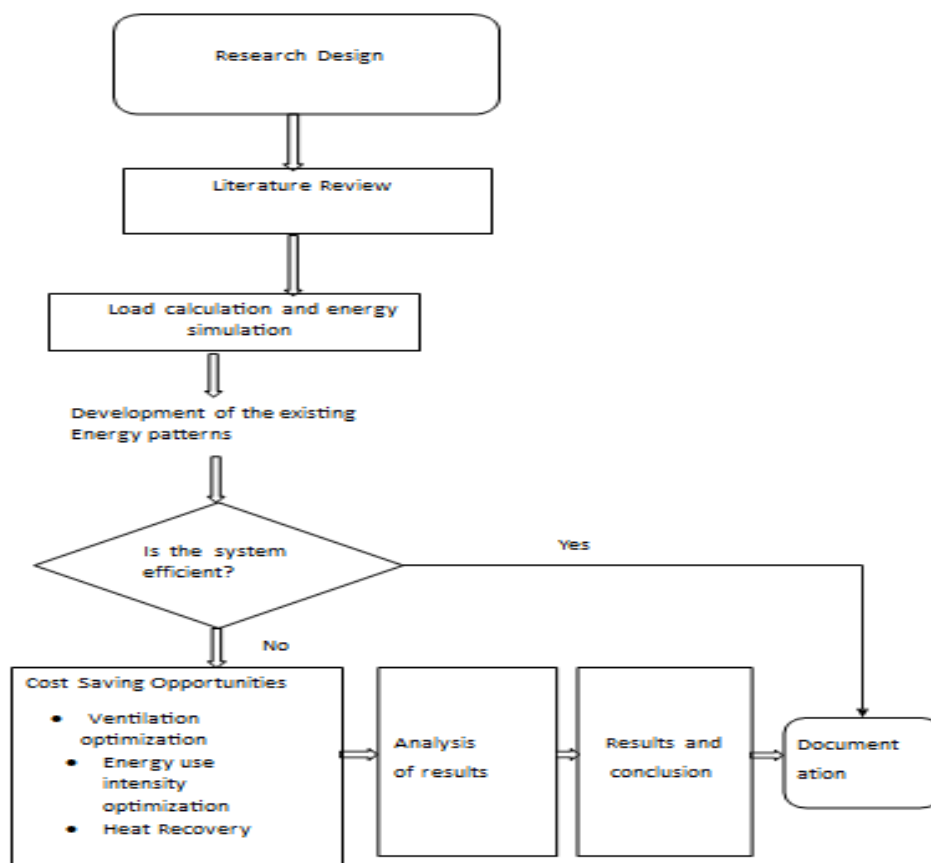 Research Design
Literature Review
Load calculation and energy
simulation
Development of the existing
Energy patterns
Is the system
efficient?
Yes
No
Cost Saving Opportunities
• Ventilation
optimization
• Energy use
intensity
optimization
• Heat Recovery
Analysis
of results
Results and
conclusion
Document
ation